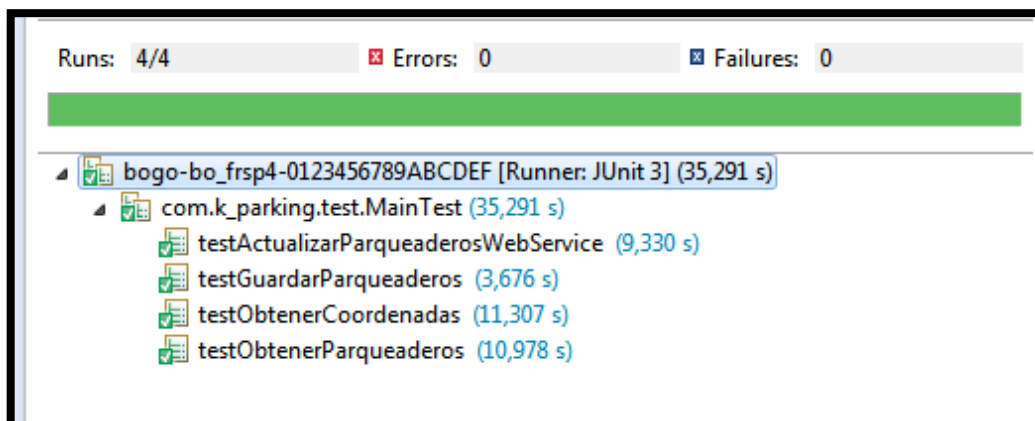 Runs: 4/4 Errors: 0 Failures: 0
bogo-bo_frsp4-0123456789ABCDEF [Runner: JUnit 3] (35,291 s)
com.k_parking.test.MainTest (35,291 s)
testActualizarParqueaderosWebService (9,330 s)
testGuardarParqueaderos (3,676 s)
testObtenerCoordenadas (11,307 s)
testObtenerParqueaderos (10,978 s)